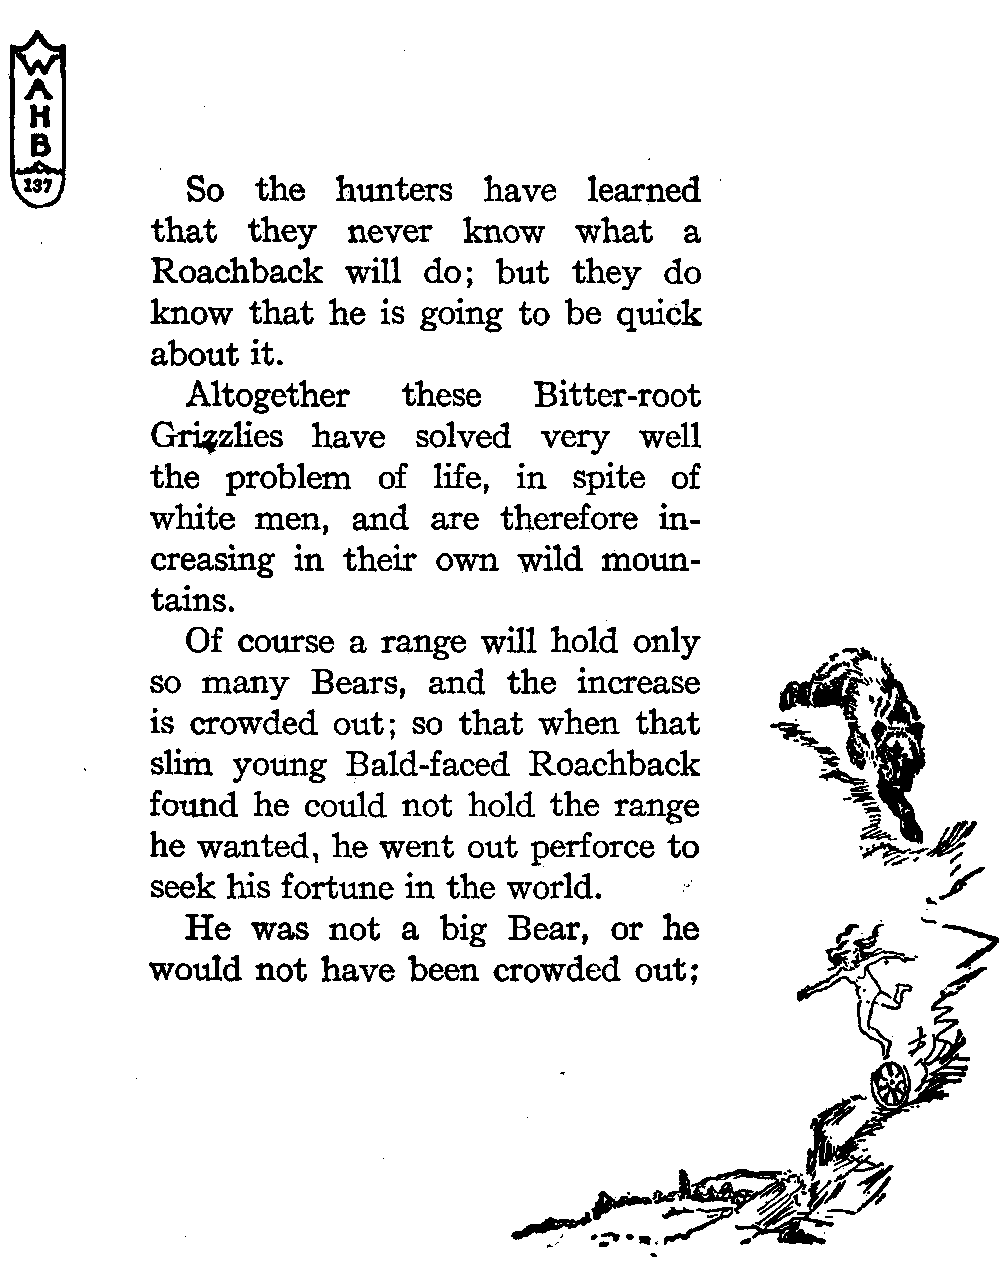 WAHB
137
So the hunters have learned
that they never know what a
Roachback will do; but they do
know that he is going to be quick
about it.
Altogether these Bitter-root
Grizzlies have solved very well
the problem of life, in spite of
white men, and are therefore in-
creasing in their own wild moun-
tains.
Of course a range will hold only
so many Bears, and the increase
is crowded out; so that when that
slim young Bald-faced Roachback
found he could not hold the range
he wanted, he went out perforce to
seek his fortune in the world.
He was not a big Bear, or he
would not have been crowded out;